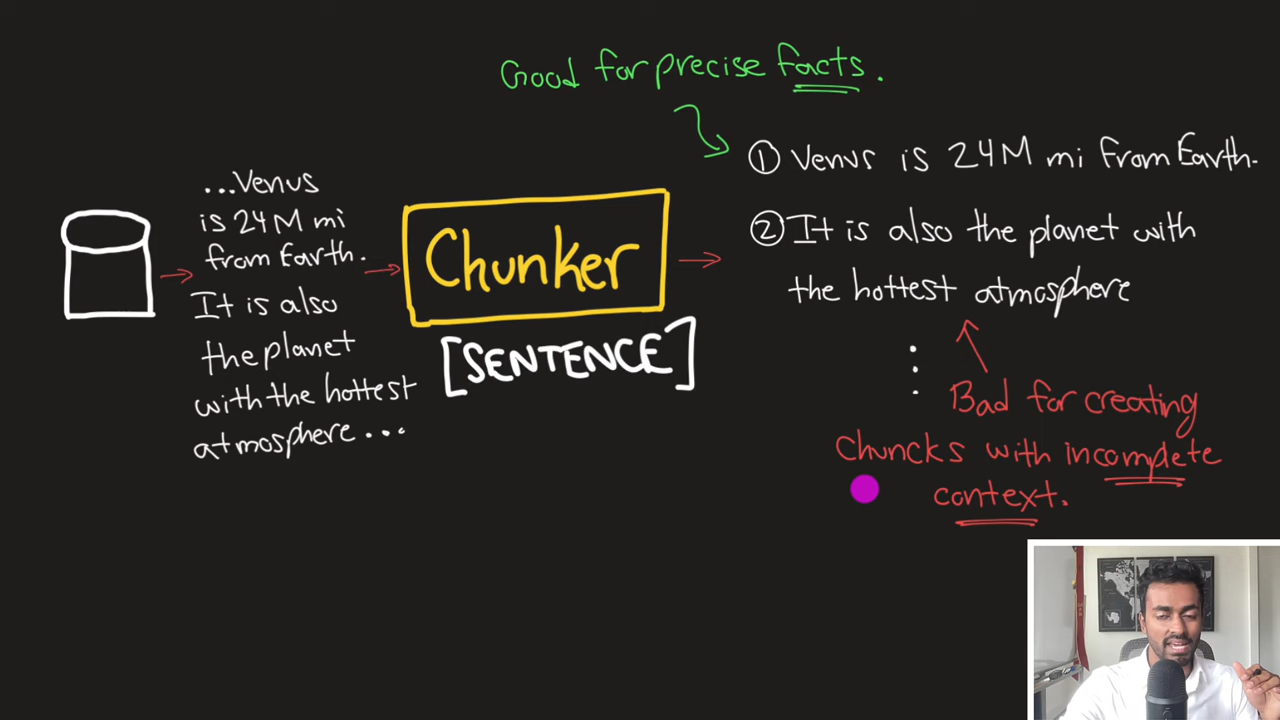 Good for precise facts.
...Venus
is 24M mi
from Earth.
It is also
the planet
with the hottest
atmosphere...
Chunker
[SENTENCE]
① Venus is 24M mi from Earth.
② It is also the planet with
the hottest atmosphere
Bad for creating
chuncks with incomplete
context.